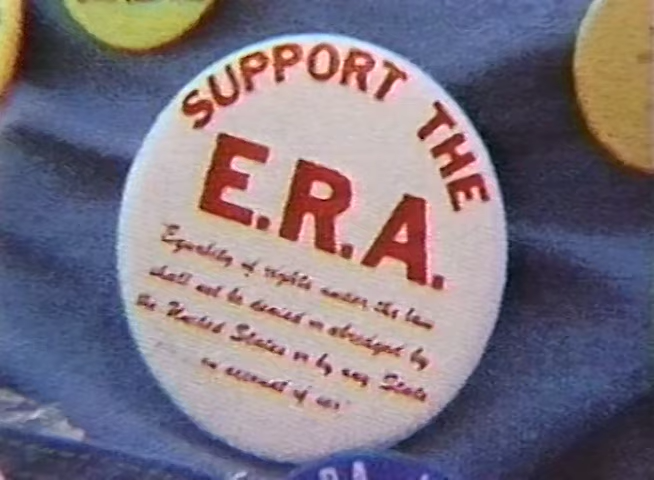 SUPPORT THE
E.R.A.
Equality of rights under the law
shall not be denied or abridged by
the United States or by any State
on account of sex
RA